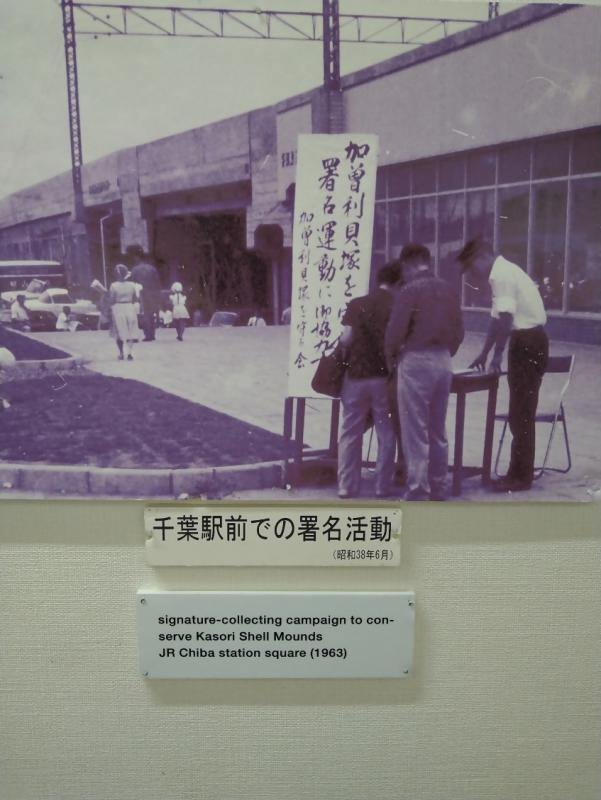 加曽利貝塚を
署名運動に御協力下
加曽利貝塚を守る会
千葉駅前での署名活動
(昭和38年6月)
signature-collecting campaign to con-
serve Kasori Shell Mounds
JR Chiba station square (1963)